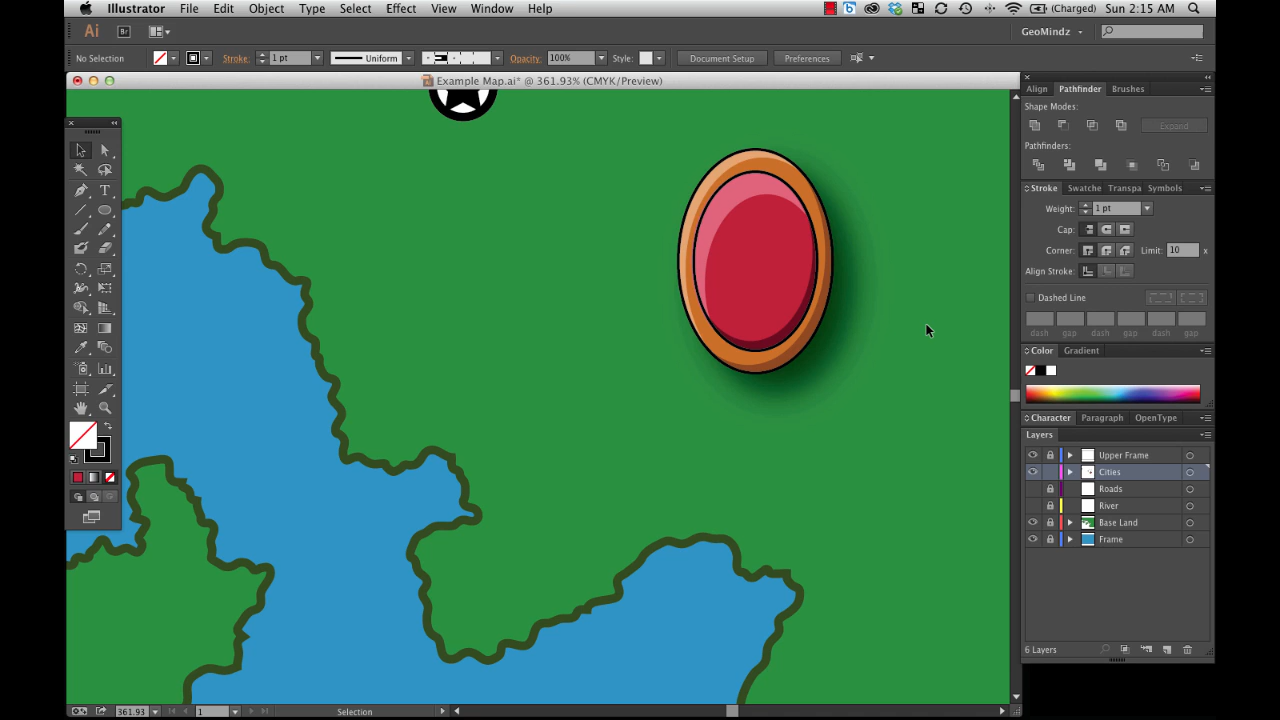 Illustrator File Edit Object Type Select Effect View Window Help (Charged) Sun 2:15 AM
Ai Br GeoMindz
No Selection Stroke: 1 pt Uniform Opacity: 100% Style: Document Setup Preferences
Example Map.ai* @ 361.93% (CMYK/Preview)
Align Pathfinder Brushes
Shape Modes:
Expand
Pathfinders:
Stroke Swatche Transpa Symbols
Weight: 1 pt
Cap:
Corner: Limit: 10 x
Align Stroke:
Dashed Line
dash gap dash gap dash gap
Color Gradient
Character Paragraph OpenType
Layers
Upper Frame
Cities
Roads
River
Base Land
Frame
6 Layers
361.93 1 Selection